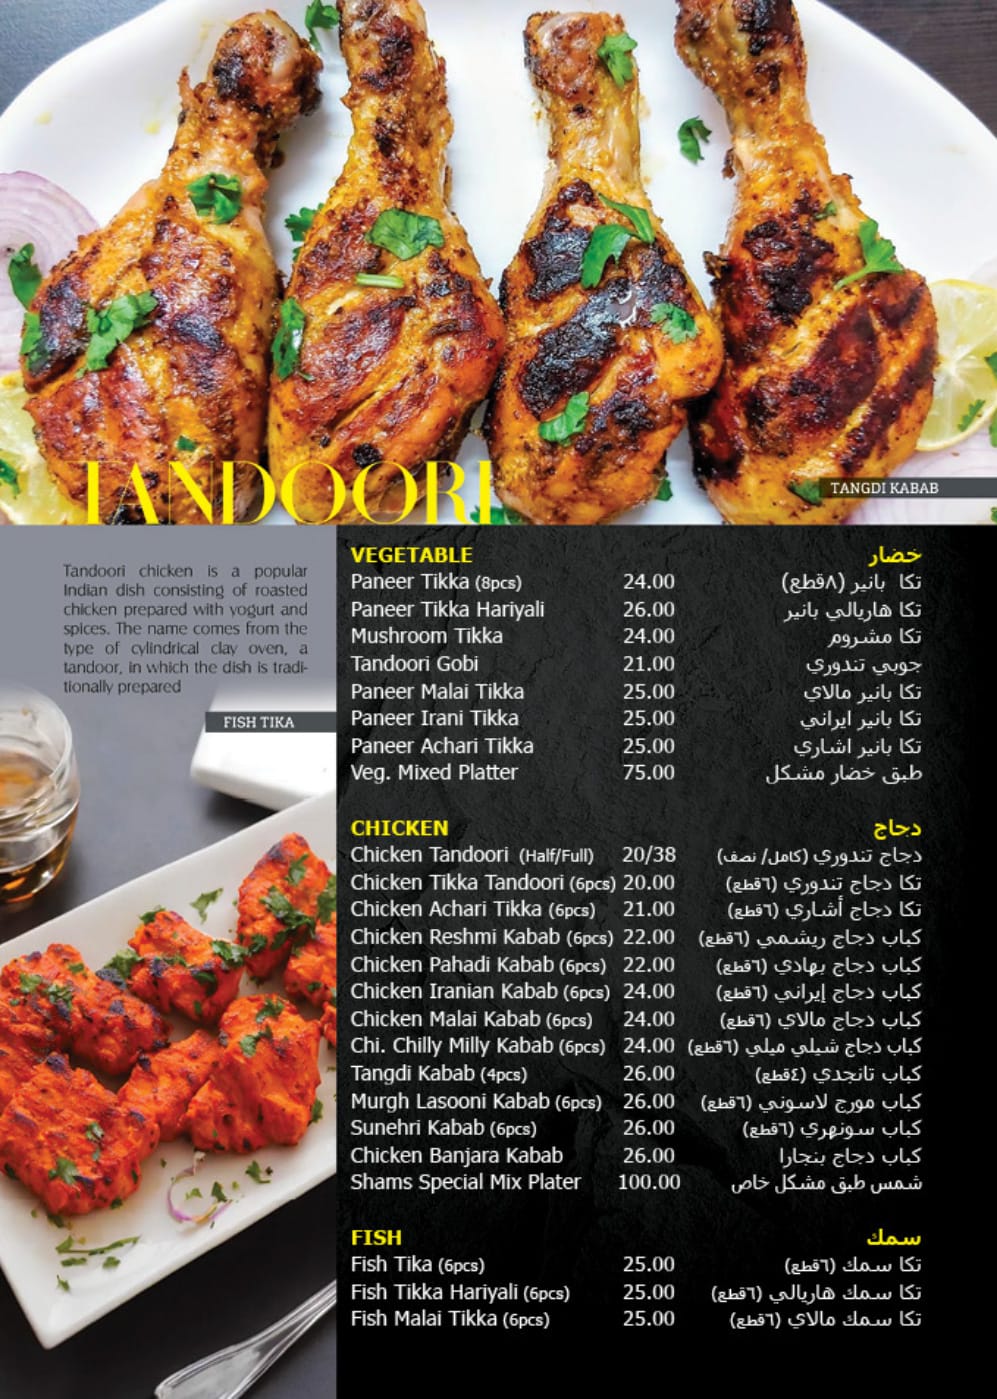 TANDOORI
TANGDI KABAB
Tandoori chicken is a popular
Indian dish consisting of roasted
chicken prepared with yogurt and
spices. The name comes from the
type of cylindrical clay oven, a
tandoor, in which the dish is tradi-
tionally prepared
FISH TIKA
VEGETABLE خضار
Paneer Tikka (8pcs) 24.00 تكا بانير (٨قطع)
Paneer Tikka Hariyali 26.00 تكا هاريالي بانير
Mushroom Tikka 24.00 تكا مشروم
Tandoori Gobi 21.00 جوبي تندوري
Paneer Malai Tikka 25.00 تكا بانير مالاي
Paneer Irani Tikka 25.00 تكا بانير ايراني
Paneer Achari Tikka 25.00 تكا بانير اشاري
Veg. Mixed Platter 75.00 طبق خضار مشكل
CHICKEN دجاج
Chicken Tandoori (Half/Full) 20/38 دجاج تندوري (كامل/ نصف)
Chicken Tikka Tandoori (6pcs) 20.00 تكا دجاج تندوري (٦قطع)
Chicken Achari Tikka (6pcs) 21.00 تكا دجاج أشاري (٦قطع)
Chicken Reshmi Kabab (6pcs) 22.00 كباب دجاج ريشمي (٦قطع)
Chicken Pahadi Kabab (6pcs) 22.00 كباب دجاج بهادي (٦قطع)
Chicken Iranian Kabab (6pcs) 24.00 كباب دجاج إيراني (٦قطع)
Chicken Malai Kabab (6pcs) 24.00 كباب دجاج مالاي (٦قطع)
Chi. Chilly Milly Kabab (6pcs) 24.00 كباب دجاج شيلي ميلي (٦قطع)
Tangdi Kabab (4pcs) 26.00 كباب تانجدي (٤قطع)
Murgh Lasooni Kabab (6pcs) 26.00 كباب مورج لاسوني (٦قطع)
Sunehri Kabab (6pcs) 26.00 كباب سونهري (٦قطع)
Chicken Banjara Kabab 26.00 كباب دجاج بنجارا
Shams Special Mix Plater 100.00 شمس طبق مشكل خاص
FISH سمك
Fish Tika (6pcs) 25.00 تكا سمك (٦قطع)
Fish Tikka Hariyali (6pcs) 25.00 تكا سمك هاريالي (٦قطع)
Fish Malai Tikka (6pcs) 25.00 تكا سمك مالاي (٦قطع)